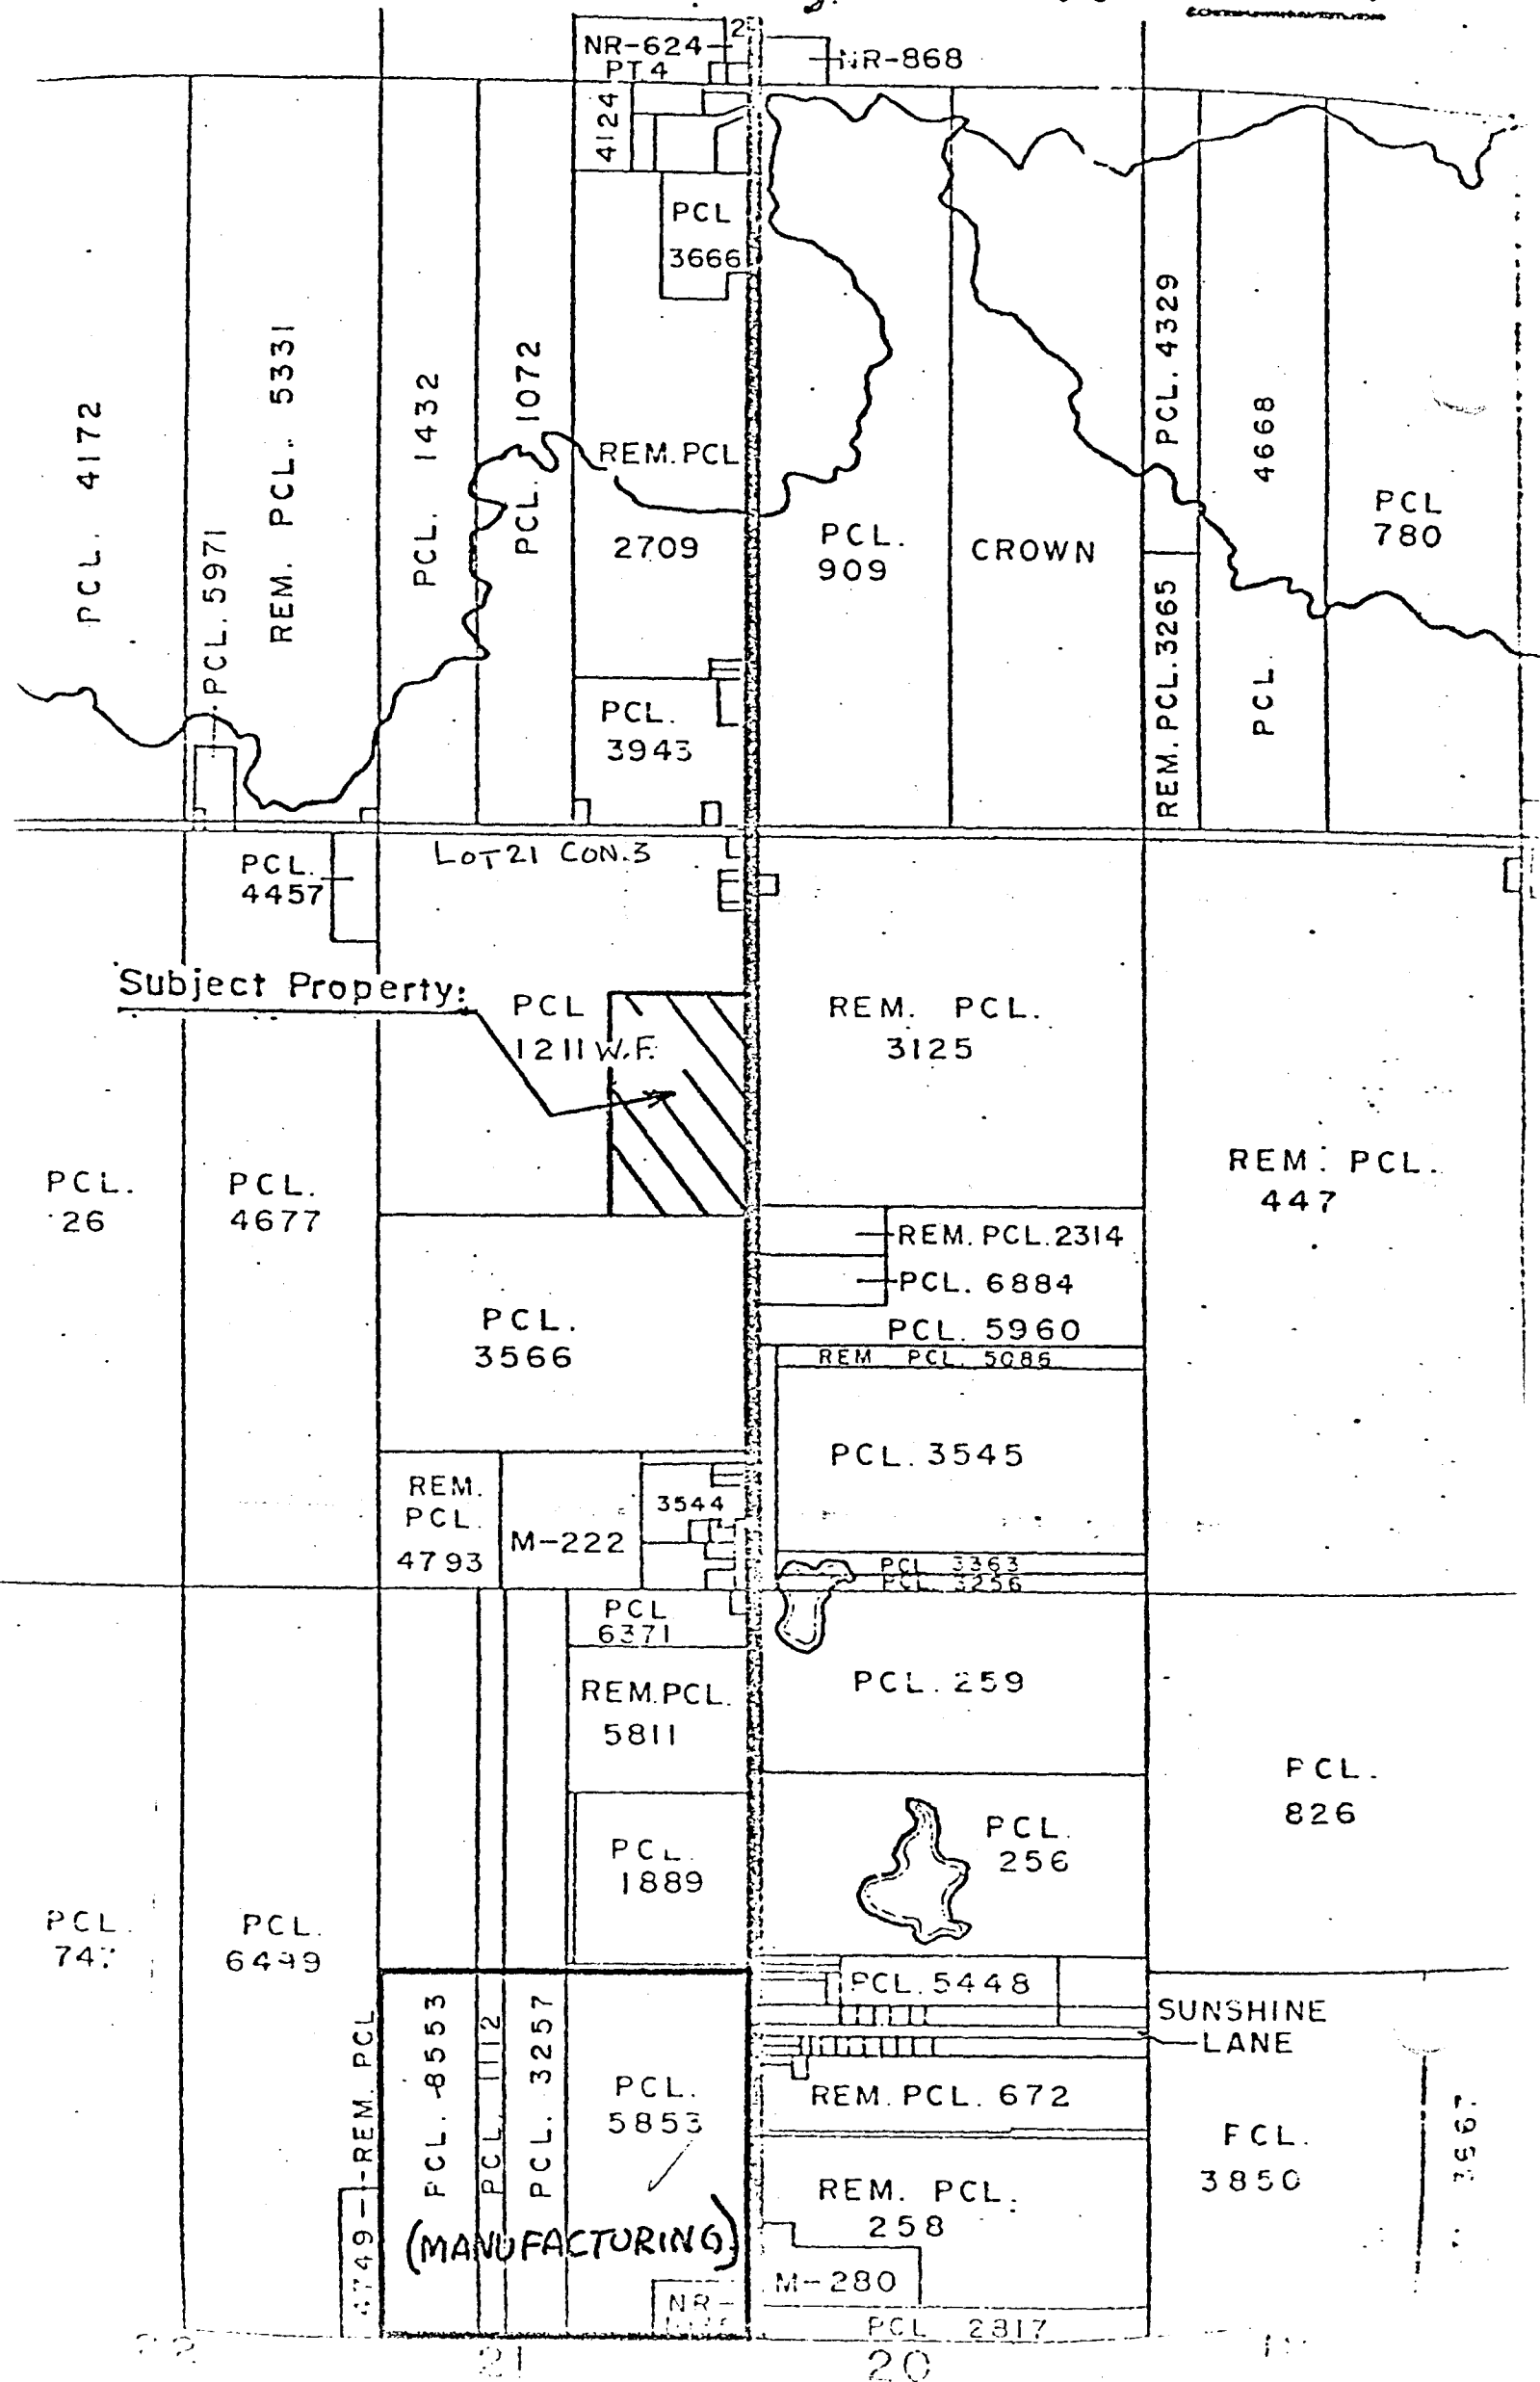 NR-624
2
PT 4
NR-868
4124
PCL
3666
PCL. 4172
PCL. 5971
REM. PCL. 5331
PCL. 1432
PCL. 1072
REM. PCL
2709
PCL.
909
CROWN
PCL. 4329
REM. PCL. 3265
PCL. 4668
PCL
780
PCL.
3943
LOT 21 CON. 3
PCL.
4457
Subject Property:
PCL
1211 W.F.
REM. PCL.
3125
PCL.
26
PCL.
4677
REM. PCL.
447
REM. PCL. 2314
PCL. 6884
PCL. 5960
REM PCL. 5086
PCL.
3566
PCL. 3545
REM.
PCL.
4793
M-222
3544
PCL 3363
PCL. 3256
PCL
6371
PCL. 259
REM. PCL.
5811
PCL.
826
PCL.
1889
PCL.
256
PCL.
PCL.
PCL. 5448
SUNSHINE
LANE
REM. PCL
PCL. 8553
PCL. 1112
PCL. 3257
PCL.
5853
REM. PCL. 672
PCL.
3850
REM. PCL.
258
(MANUFACTURING)
M-280
NR-
PCL 2817
22
21
20